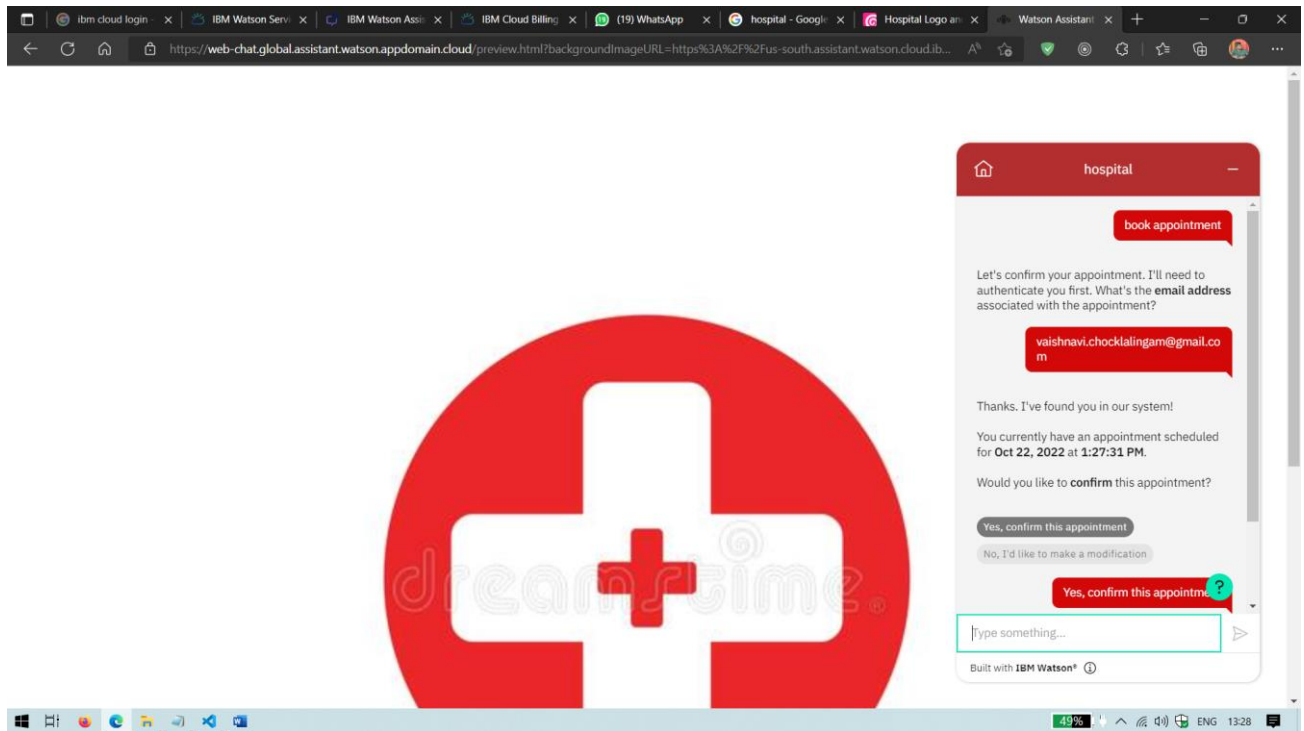 ibm cloud login -
IBM Watson Servi
IBM Watson Assis
IBM Cloud Billing
(19) WhatsApp
hospital - Google
Hospital Logo an
Watson Assistant
https://web-chat.global.assistant.watson.appdomain.cloud/preview.html?backgroundImageURL=https%3A%2F%2Fus-south.assistant.watson.cloud.ib...
hospital
book appointment
Let's confirm your appointment. I'll need to
authenticate you first. What's the email address
associated with the appointment?
vaishnavi.chocklalingam@gmail.co
m
Thanks. I've found you in our system!
You currently have an appointment scheduled
for Oct 22, 2022 at 1:27:31 PM.
Would you like to confirm this appointment?
Yes, confirm this appointment
No, I'd like to make a modification
Yes, confirm this appointme
?
Type something...
Built with IBM Watson®
dreamstime®
49%
ENG
13:28